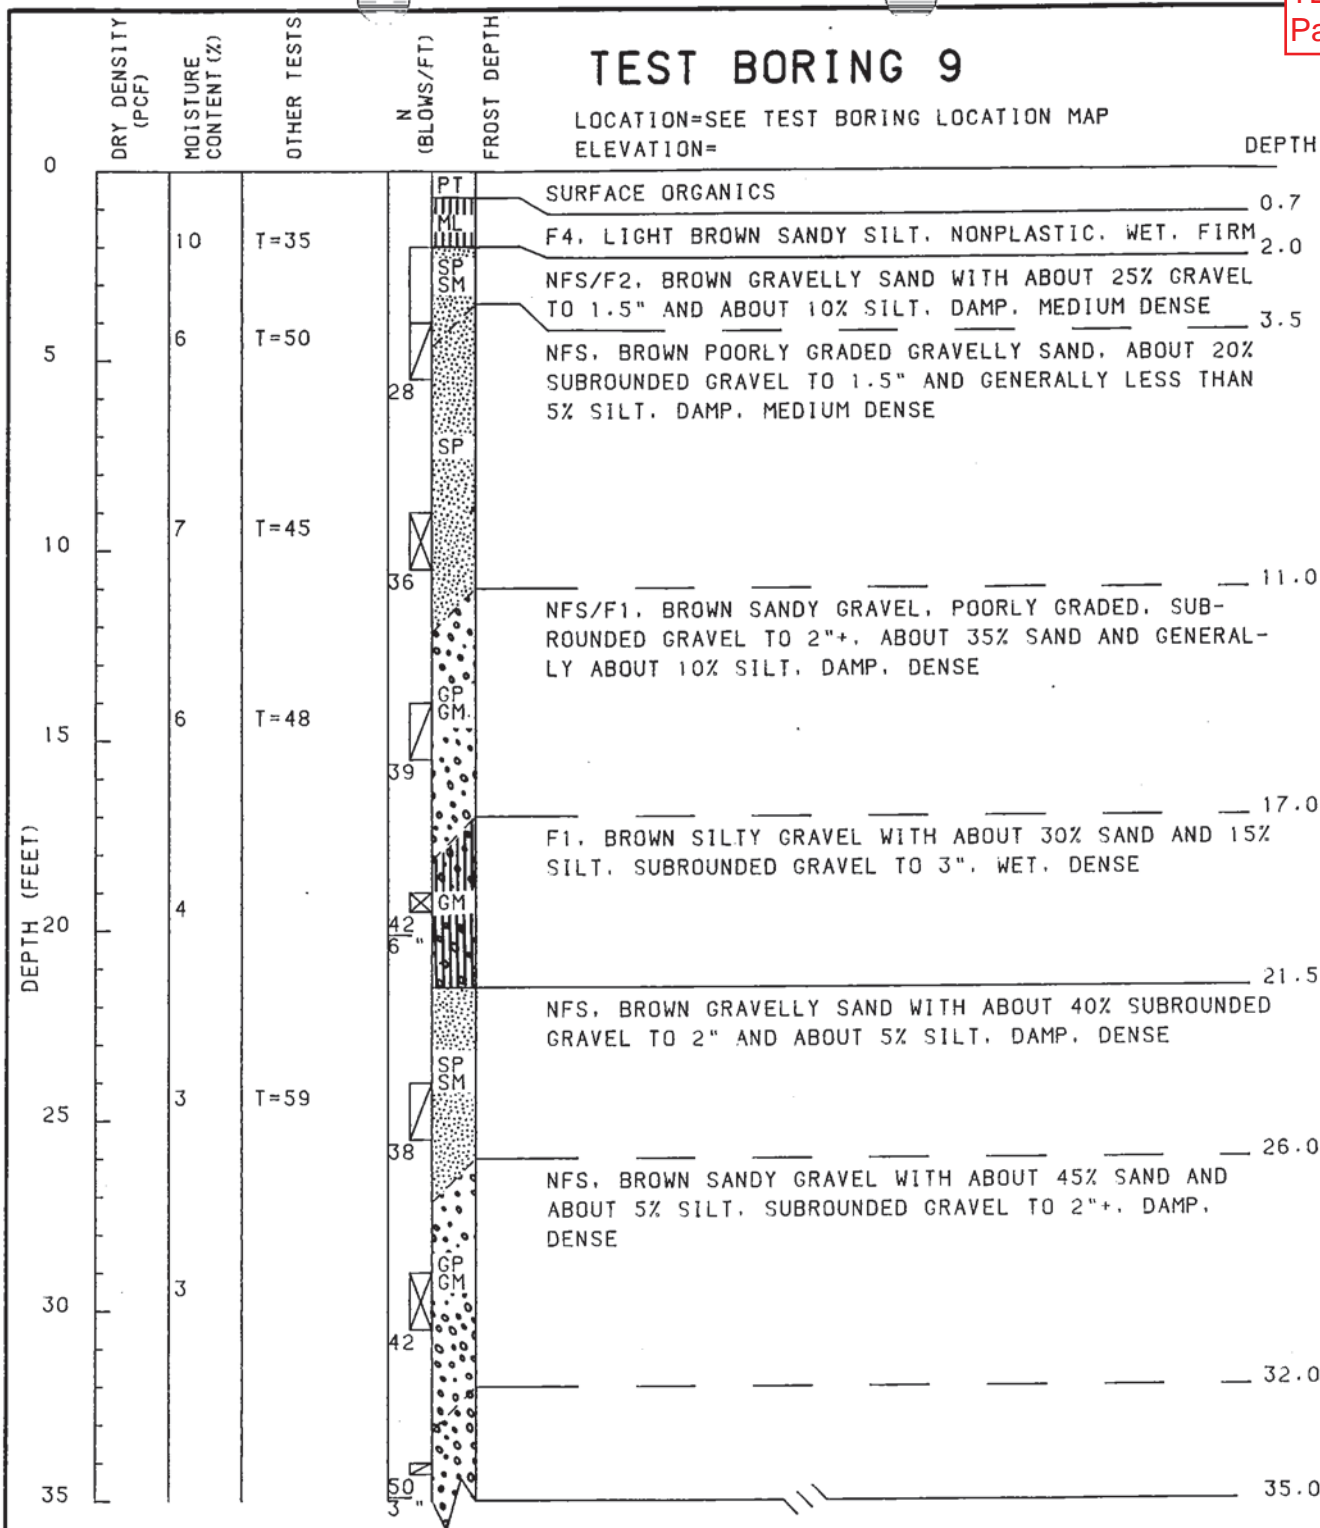 Pa
DRY DENSITY
(PCF)
MOISTURE
CONTENT (%)
OTHER TESTS
N
(BLOWS/FT)
FROST DEPTH
TEST BORING 9
LOCATION=SEE TEST BORING LOCATION MAP
ELEVATION=
DEPTH
0
PT
SURFACE ORGANICS
0.7
ML
10
T=35
F4, LIGHT BROWN SANDY SILT, NONPLASTIC, WET, FIRM
2.0
SP
SM
NFS/F2, BROWN GRAVELLY SAND WITH ABOUT 25% GRAVEL
TO 1.5" AND ABOUT 10% SILT, DAMP, MEDIUM DENSE
3.5
6
T=50
5
28
NFS, BROWN POORLY GRADED GRAVELLY SAND, ABOUT 20%
SUBROUNDED GRAVEL TO 1.5" AND GENERALLY LESS THAN
5% SILT, DAMP, MEDIUM DENSE
SP
7
T=45
10
36
11.0
NFS/F1, BROWN SANDY GRAVEL, POORLY GRADED, SUB-
ROUNDED GRAVEL TO 2"+, ABOUT 35% SAND AND GENERAL-
LY ABOUT 10% SILT, DAMP, DENSE
GP
GM
6
T=48
15
39
17.0
F1, BROWN SILTY GRAVEL WITH ABOUT 30% SAND AND 15%
SILT, SUBROUNDED GRAVEL TO 3", WET, DENSE
DEPTH (FEET)
4
GM
20
42
6 "
21.5
NFS, BROWN GRAVELLY SAND WITH ABOUT 40% SUBROUNDED
GRAVEL TO 2" AND ABOUT 5% SILT, DAMP, DENSE
SP
SM
3
T=59
25
38
26.0
NFS, BROWN SANDY GRAVEL WITH ABOUT 45% SAND AND
ABOUT 5% SILT, SUBROUNDED GRAVEL TO 2"+, DAMP,
DENSE
GP
GM
3
30
42
32.0
50
3 "
35
35.0